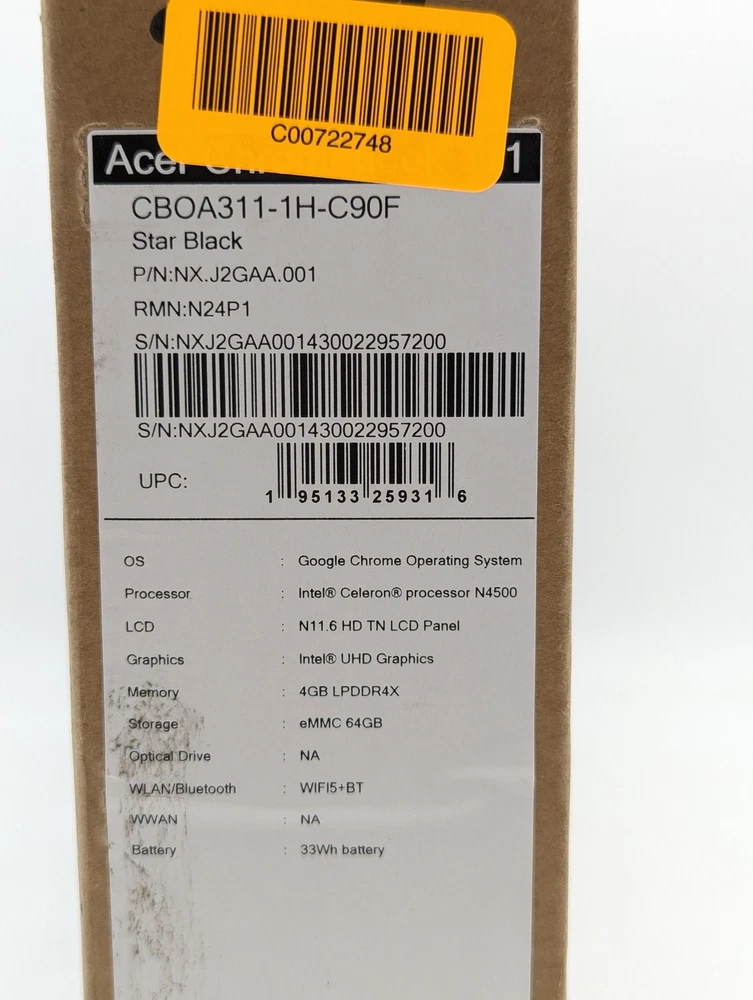 C00722748
Acer
1
CBOA311-1H-C90F
Star Black
P/N:NX.J2GAA.001
RMN:N24P1
S/N:NXJ2GAA001430022957200
S/N:NXJ2GAA001430022957200
UPC:
1 95133 25931 6
OS : Google Chrome Operating System
Processor : Intel® Celeron® processor N4500
LCD : N11.6 HD TN LCD Panel
Graphics : Intel® UHD Graphics
Memory : 4GB LPDDR4X
Storage : eMMC 64GB
Optical Drive : NA
WLAN/Bluetooth : WIFI5+BT
WWAN : NA
Battery : 33Wh battery